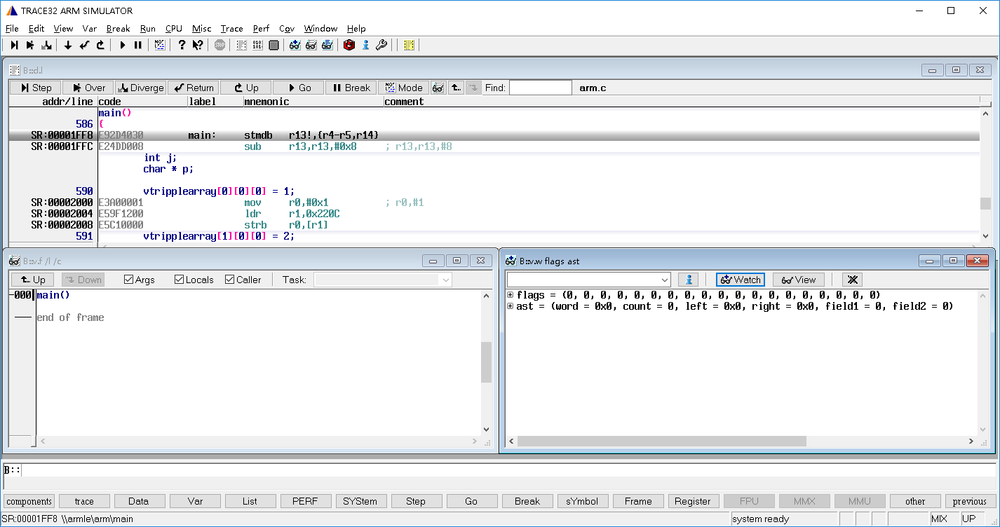 TRACE32 ARM SIMULATOR
File Edit View Var Break Run CPU Misc Trace Perf Cov Window Help
B::d.l
Step Over Diverge Return Up Go Break Mode Find: arm.c
addr/line code label mnemonic comment
main()
586 {
SR:00001FF8 E92D4030 main: stmdb r13!,{r4-r5,r14}
SR:00001FFC E24DD008 sub r13,r13,#0x8 ; r13,r13,#8
int j;
char * p;
590 vtripplearray[0][0][0] = 1;
SR:00002000 E3A00001 mov r0,#0x1 ; r0,#1
SR:00002004 E59F1200 ldr r1,0x220C
SR:00002008 E5C10000 strb r0,[r1]
591 vtripplearray[1][0][0] = 2;
B::v.f /l /c
Up Down Args Locals Caller Task:
-000 main()
end of frame
B::v.w flags ast
Watch View
flags = (0, 0, 0, 0, 0, 0, 0, 0, 0, 0, 0, 0, 0, 0, 0, 0, 0, 0, 0)
ast = (word = 0x0, count = 0, left = 0x0, right = 0x0, field1 = 0, field2 = 0)
B::
components trace Data Var List PERF SYStem Step Go Break sYmbol Frame Register FPU MMX MMU other previous
SR:00001FF8 \\armle\arm\main system ready MIX UP